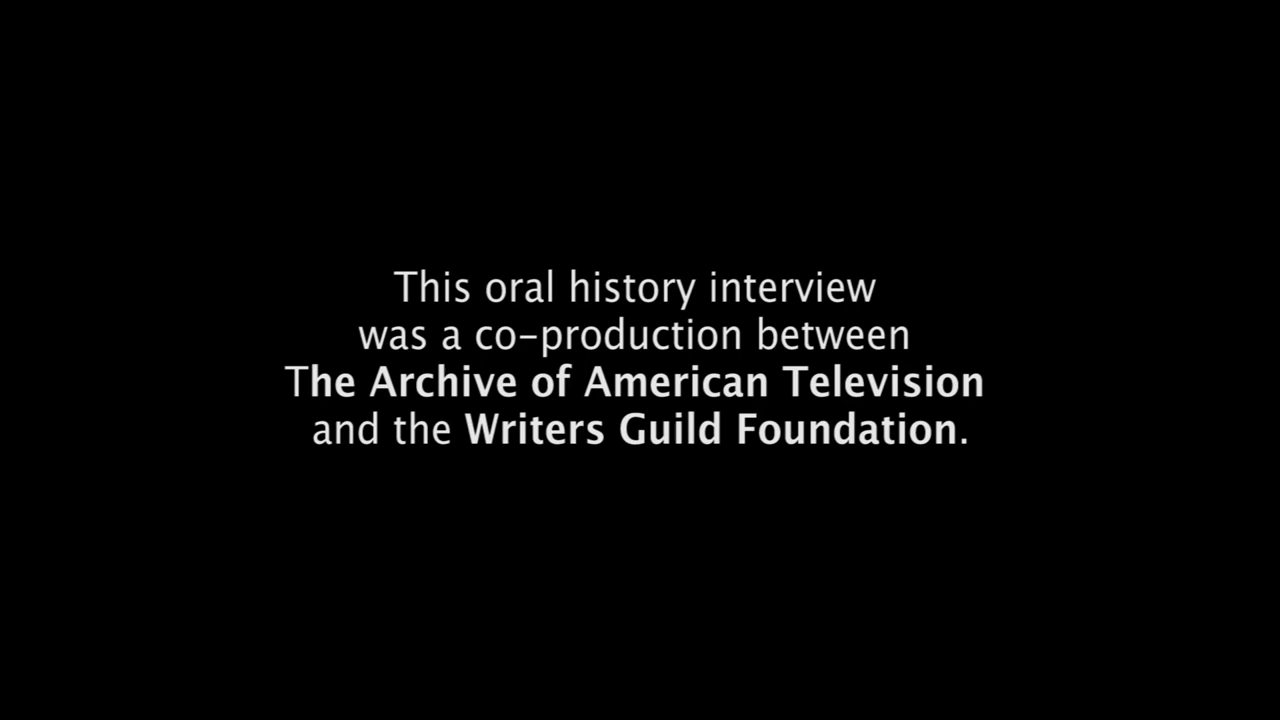 This oral history interview
was a co-production between
The Archive of American Television
and the Writers Guild Foundation.